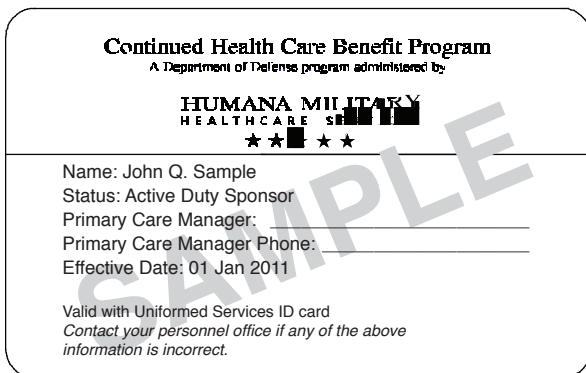 Continued Health Care Benefit Program
A Department of Defense program administered by
HUMANA MILITARY
HEALTHCARE
Name: John Q. Sample
Status: Active Duty Sponsor
Primary Care Manager:
Primary Care Manager Phone:
Effective Date: 01 Jan 2011
SAMPLE
Valid with Uniformed Services ID card
Contact your personnel office if any of the above
information is incorrect.